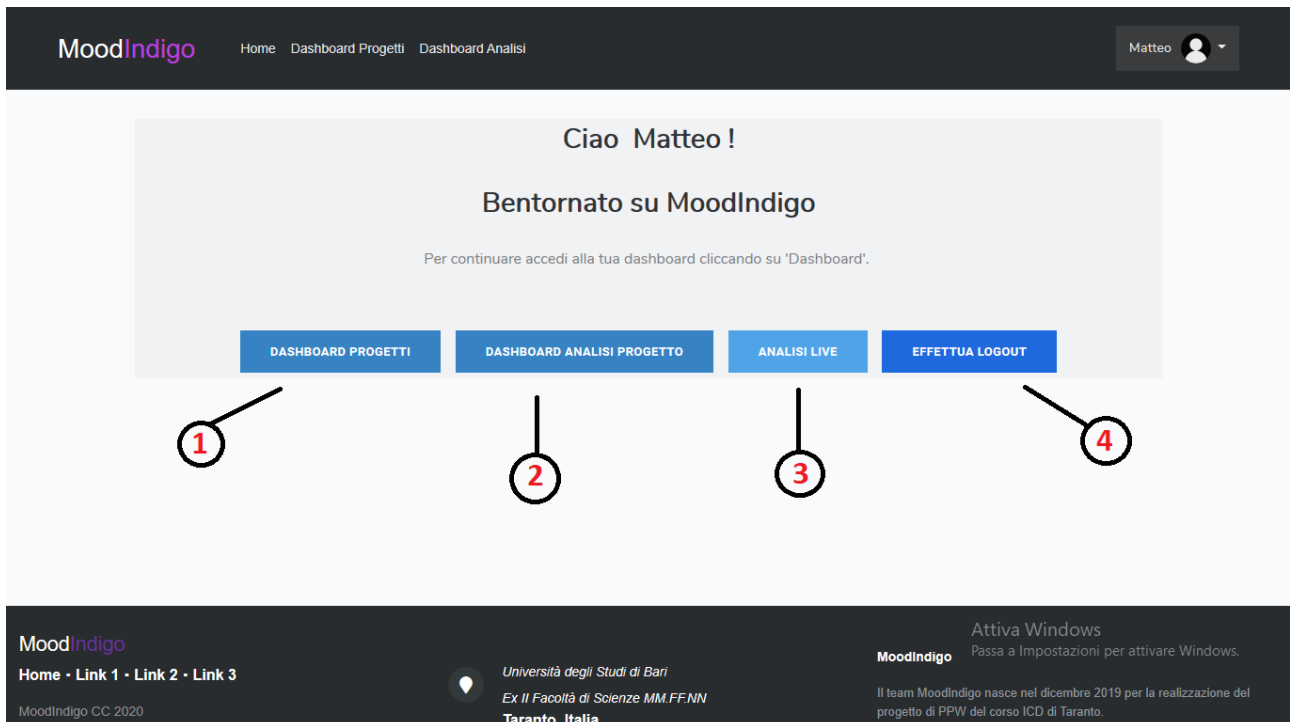 MoodIndigo
Home Dashboard Progetti Dashboard Analisi
Matteo
Ciao Matteo !
Bentornato su MoodIndigo
Per continuare accedi alla tua dashboard cliccando su 'Dashboard'.
DASHBOARD PROGETTI
DASHBOARD ANALISI PROGETTO
ANALISI LIVE
EFFETTUA LOGOUT
1
2
3
4
MoodIndigo
Home - Link 1 - Link 2 - Link 3
MoodIndigo CC 2020
Università degli Studi di Bari
Ex II Facoltà di Scienze MM.FF.NN
Taranto, Italia
MoodIndigo
Il team MoodIndigo nasce nel dicembre 2019 per la realizzazione del
progetto di PPW del corso ICD di Taranto.
Attiva Windows
Passa a Impostazioni per attivare Windows.